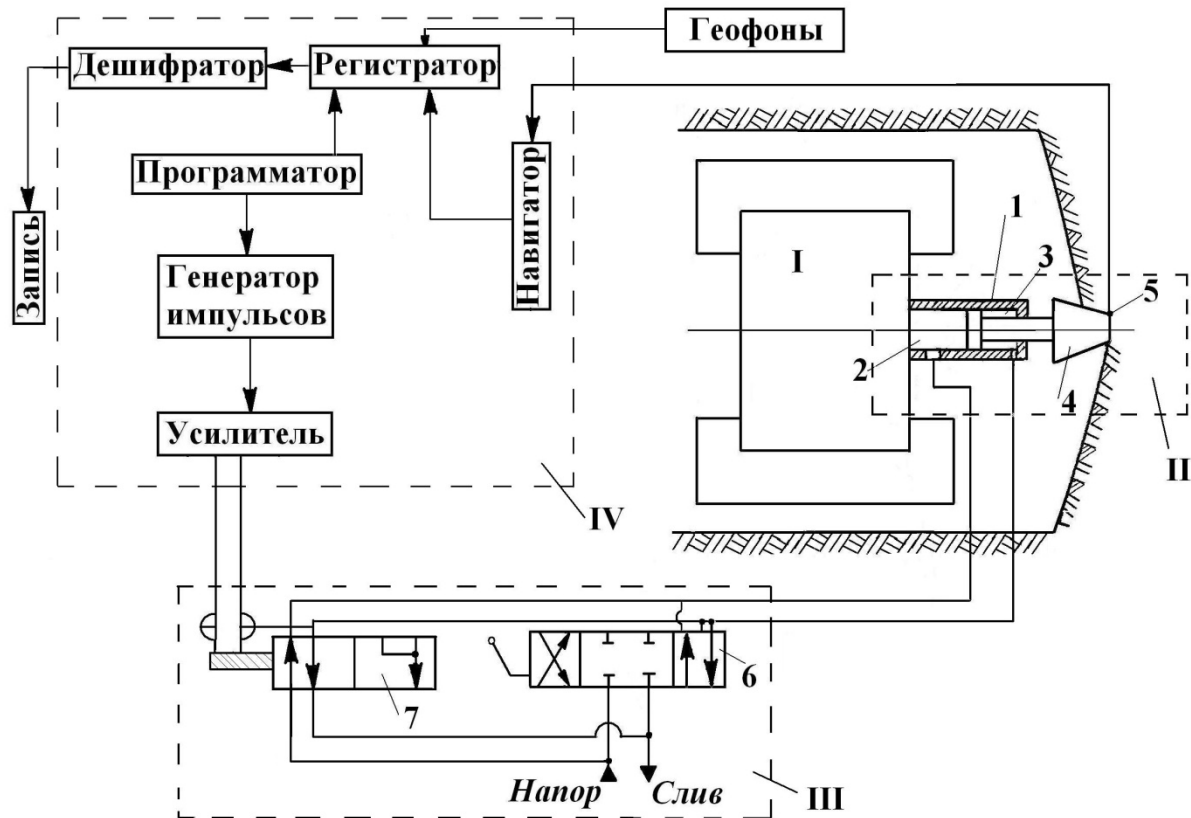 Геофоны
Дешифратор
Регистратор
Программатор
Навигатор
Запись
Генератор
импульсов
Усилитель
I
1
3
5
2
4
II
IV
6
7
Напор
Слив
III